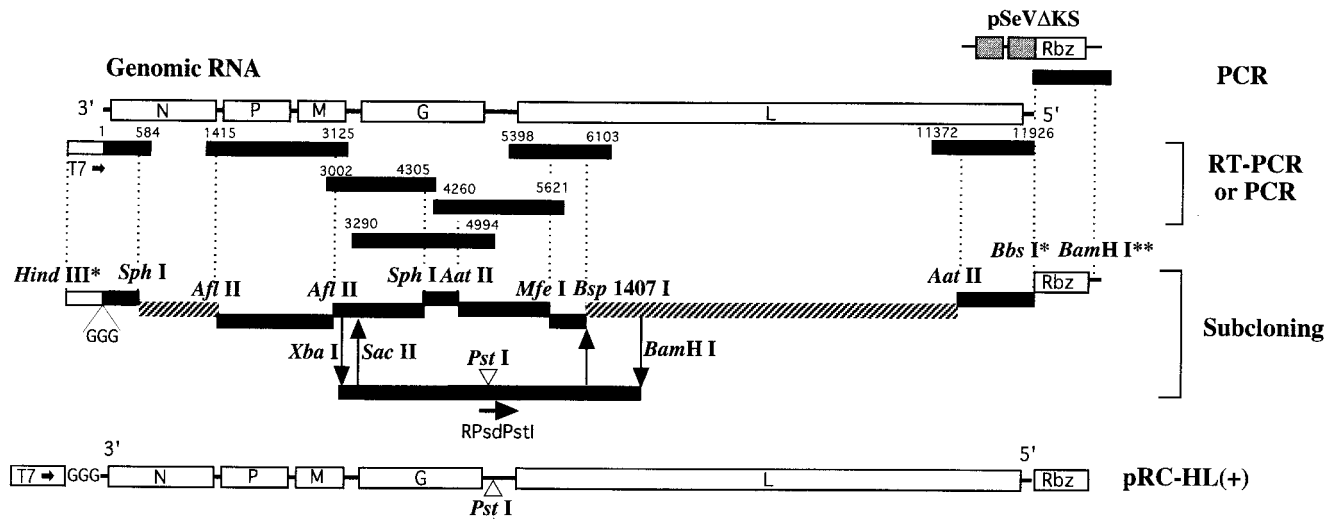 pSeVΔKS
Rbz
Genomic RNA
PCR
3' N P M G L 5'
1 584 1415 3125 5398 6103 11372 11926
T7 ➡
3002 4305
4260 5621
3290 4994
RT-PCR
or PCR
Hind III* Sph I Afl II Afl II Sph I Aat II Mfe I Bsp 1407 I Aat II Bbs I* BamH I**
Rbz
GGG
Subcloning
Xba I Sac II Pst I BamH I
RPsdPstI
3' 5'
T7 ➡ GGG N P M G L Rbz
pRC-HL(+)
Pst I